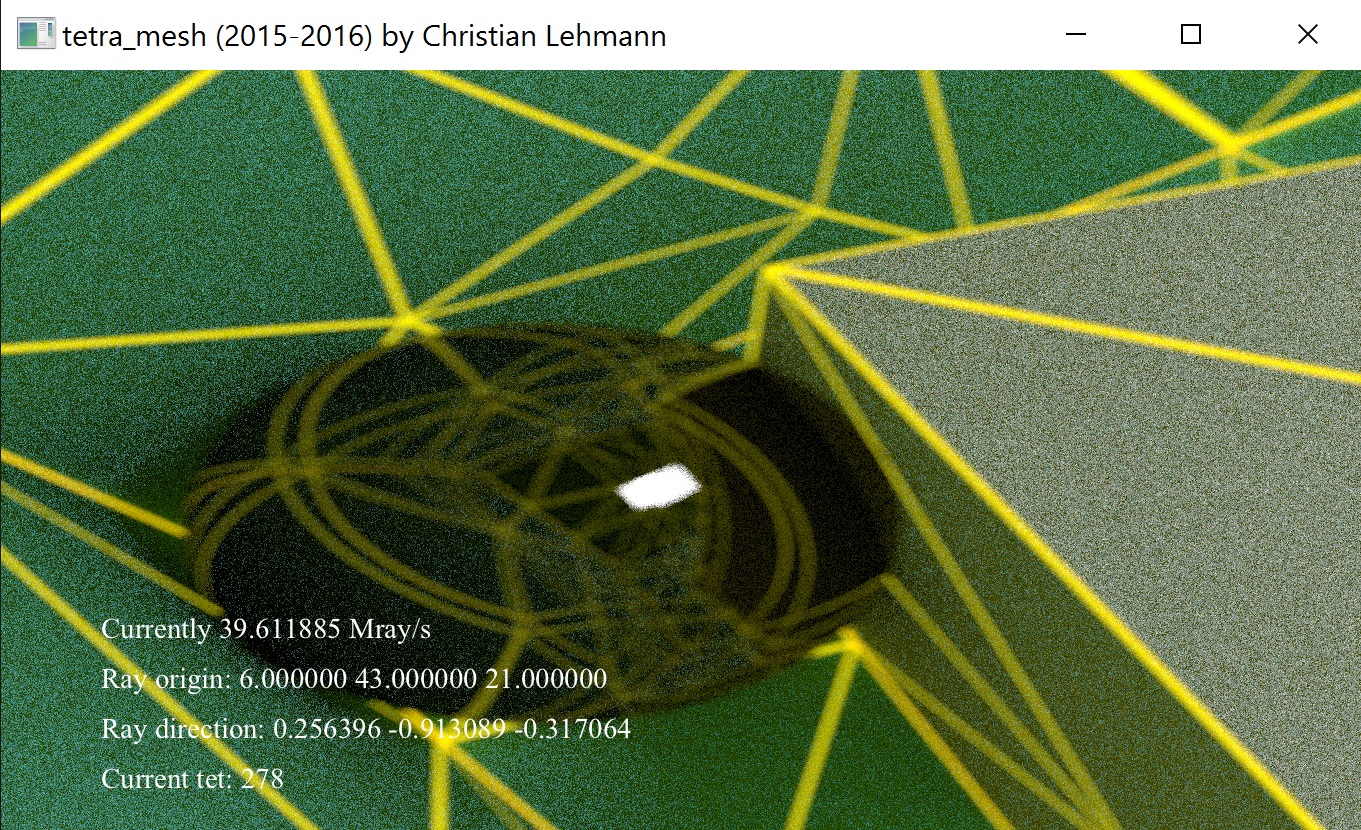 tetra_mesh (2015-2016) by Christian Lehmann
Currently 39.611885 Mray/s
Ray origin: 6.000000 43.000000 21.000000
Ray direction: 0.256396 -0.913089 -0.317064
Current tet: 278